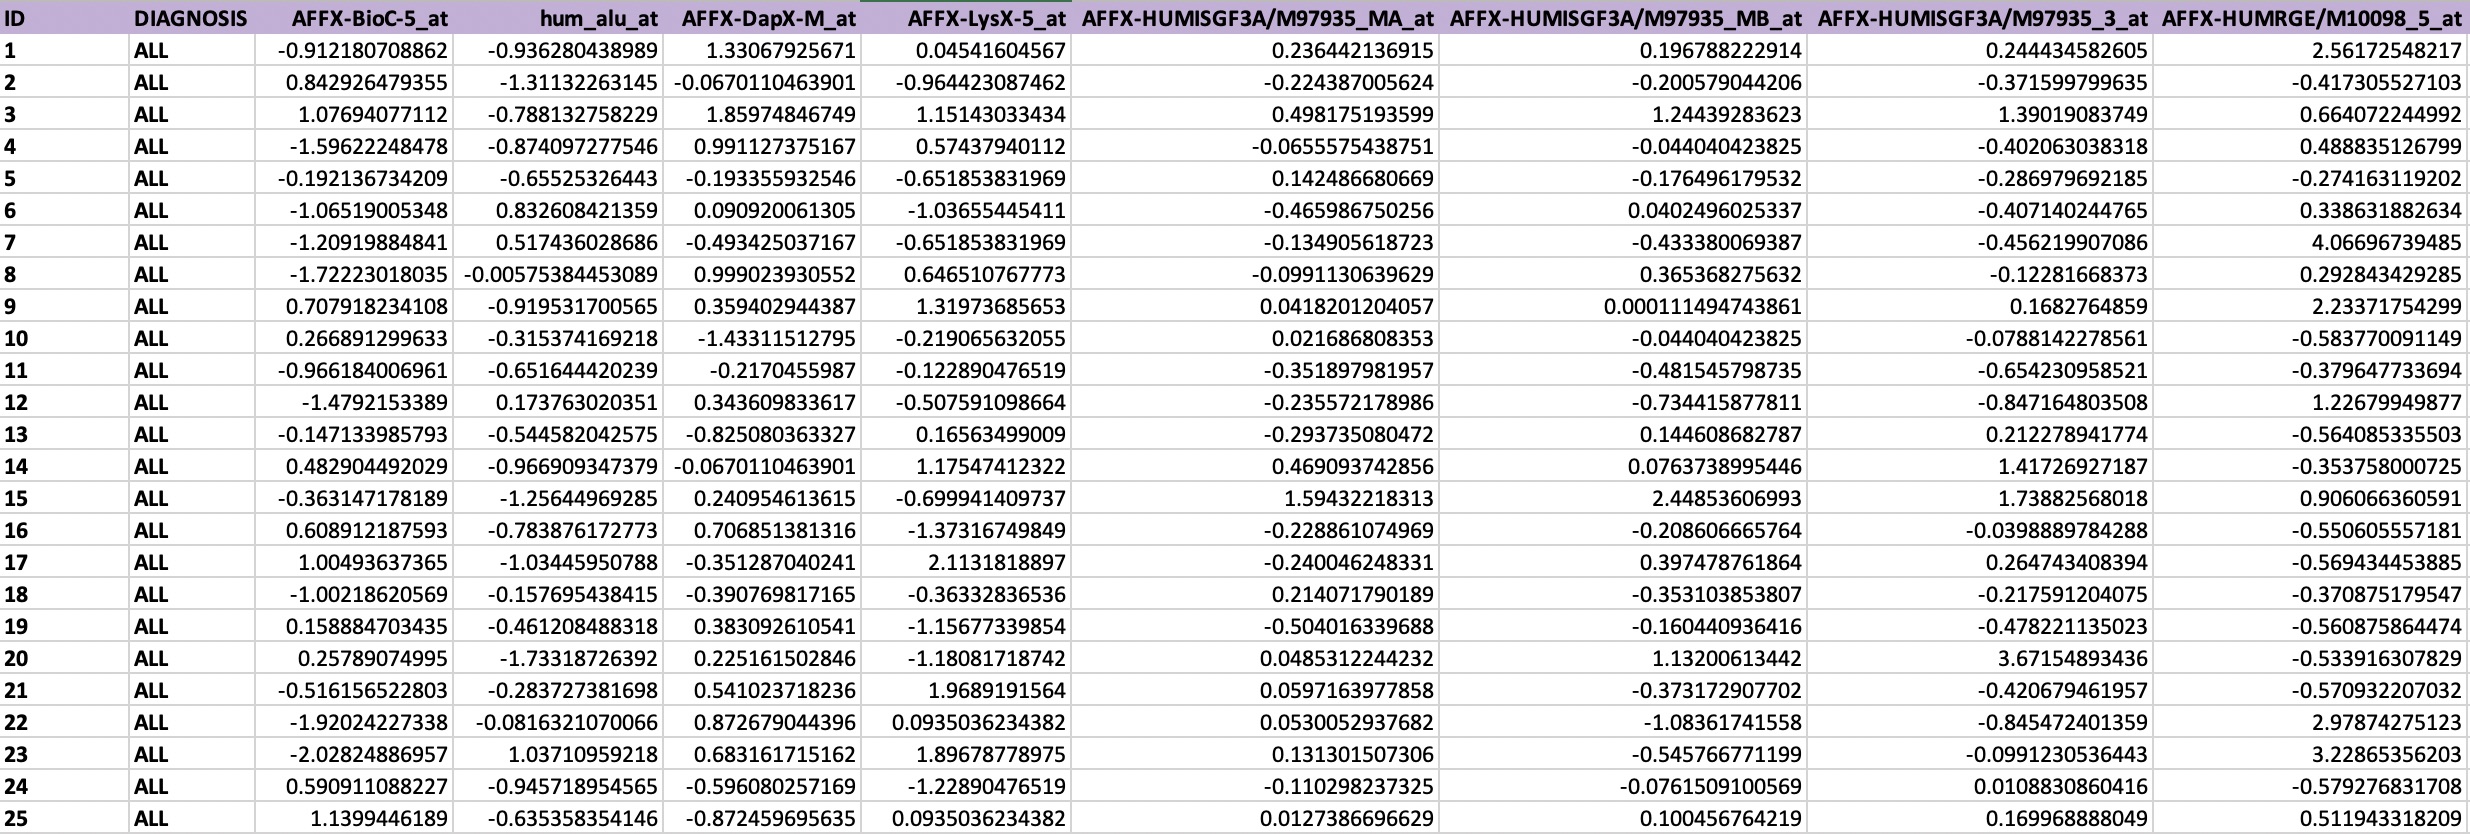 ID DIAGNOSIS AFFX-BioC-5_at hum_alu_at AFFX-DapX-M_at AFFX-LysX-5_at AFFX-HUMISGF3A/M97935_MA_at AFFX-HUMISGF3A/M97935_MB_at AFFX-HUMISGF3A/M97935_3_at AFFX-HUMRGE/M10098_5_at
1 ALL -0.912180708862 -0.936280438989 1.33067925671 0.04541604567 0.236442136915 0.196788222914 0.244434582605 2.56172548217
2 ALL 0.842926479355 -1.31132263145 -0.0670110463901 -0.964423087462 -0.224387005624 -0.200579044206 -0.371599799635 -0.417305527103
3 ALL 1.07694077112 -0.788132758229 1.85974846749 1.15143033434 0.498175193599 1.24439283623 1.39019083749 0.664072244992
4 ALL -1.59622248478 -0.874097277546 0.991127375167 0.57437940112 -0.0655575438751 -0.044040423825 -0.402063038318 0.488835126799
5 ALL -0.192136734209 -0.65525326443 -0.193355932546 -0.651853831969 0.142486680669 -0.176496179532 -0.286979692185 -0.274163119202
6 ALL -1.06519005348 0.832608421359 0.090920061305 -1.03655445411 -0.465986750256 0.0402496025337 -0.407140244765 0.338631882634
7 ALL -1.20919884841 0.517436028686 -0.493425037167 -0.651853831969 -0.134905618723 -0.433380069387 -0.456219907086 4.06696739485
8 ALL -1.72223018035 -0.00575384453089 0.999023930552 0.646510767773 -0.0991130639629 0.365368275632 -0.12281668373 0.292843429285
9 ALL 0.707918234108 -0.919531700565 0.359402944387 1.31973685653 0.0418201204057 0.000111494743861 0.1682764859 2.23371754299
10 ALL 0.266891299633 -0.315374169218 -1.43311512795 -0.219065632055 0.021686808353 -0.044040423825 -0.0788142278561 -0.583770091149
11 ALL -0.966184006961 -0.651644420239 -0.2170455987 -0.122890476519 -0.351897981957 -0.481545798735 -0.654230958521 -0.379647733694
12 ALL -1.4792153389 0.173763020351 0.343609833617 -0.507591098664 -0.235572178986 -0.734415877811 -0.847164803508 1.22679949877
13 ALL -0.147133985793 -0.544582042575 -0.825080363327 0.16563499009 -0.293735080472 0.144608682787 0.212278941774 -0.564085335503
14 ALL 0.482904492029 -0.966909347379 -0.0670110463901 1.17547412322 0.469093742856 0.0763738995446 1.41726927187 -0.353758000725
15 ALL -0.363147178189 -1.25644969285 0.240954613615 -0.699941409737 1.59432218313 2.44853606993 1.73882568018 0.906066360591
16 ALL 0.608912187593 -0.783876172773 0.706851381316 -1.37316749849 -0.228861074969 -0.208606665764 -0.0398889784288 -0.550605557181
17 ALL 1.00493637365 -1.03445950788 -0.351287040241 2.1131818897 -0.240046248331 0.397478761864 0.264743408394 -0.569434453885
18 ALL -1.00218620569 -0.157695438415 -0.390769817165 -0.36332836536 0.214071790189 -0.353103853807 -0.217591204075 -0.370875179547
19 ALL 0.158884703435 -0.461208488318 0.383092610541 -1.15677339854 -0.504016339688 -0.160440936416 -0.478221135023 -0.560875864474
20 ALL 0.25789074995 -1.73318726392 0.225161502846 -1.18081718742 0.0485312244232 1.13200613442 3.67154893436 -0.533916307829
21 ALL -0.516156522803 -0.283727381698 0.541023718236 1.9689191564 0.0597163977858 -0.373172907702 -0.420679461957 -0.570932207032
22 ALL -1.92024227338 -0.0816321070066 0.872679044396 0.0935036234382 0.0530052937682 -1.08361741558 -0.845472401359 2.97874275123
23 ALL -2.02824886957 1.03710959218 0.683161715162 1.89678778975 0.131301507306 -0.545766771199 -0.0991230536443 3.22865356203
24 ALL 0.590911088227 -0.945718954565 -0.596080257169 -1.22890476519 -0.110298237325 -0.0761509100569 0.0108830860416 -0.579276831708
25 ALL 1.1399446189 -0.635358354146 -0.872459695635 0.0935036234382 0.0127386696629 0.100456764219 0.169968888049 0.511943318209